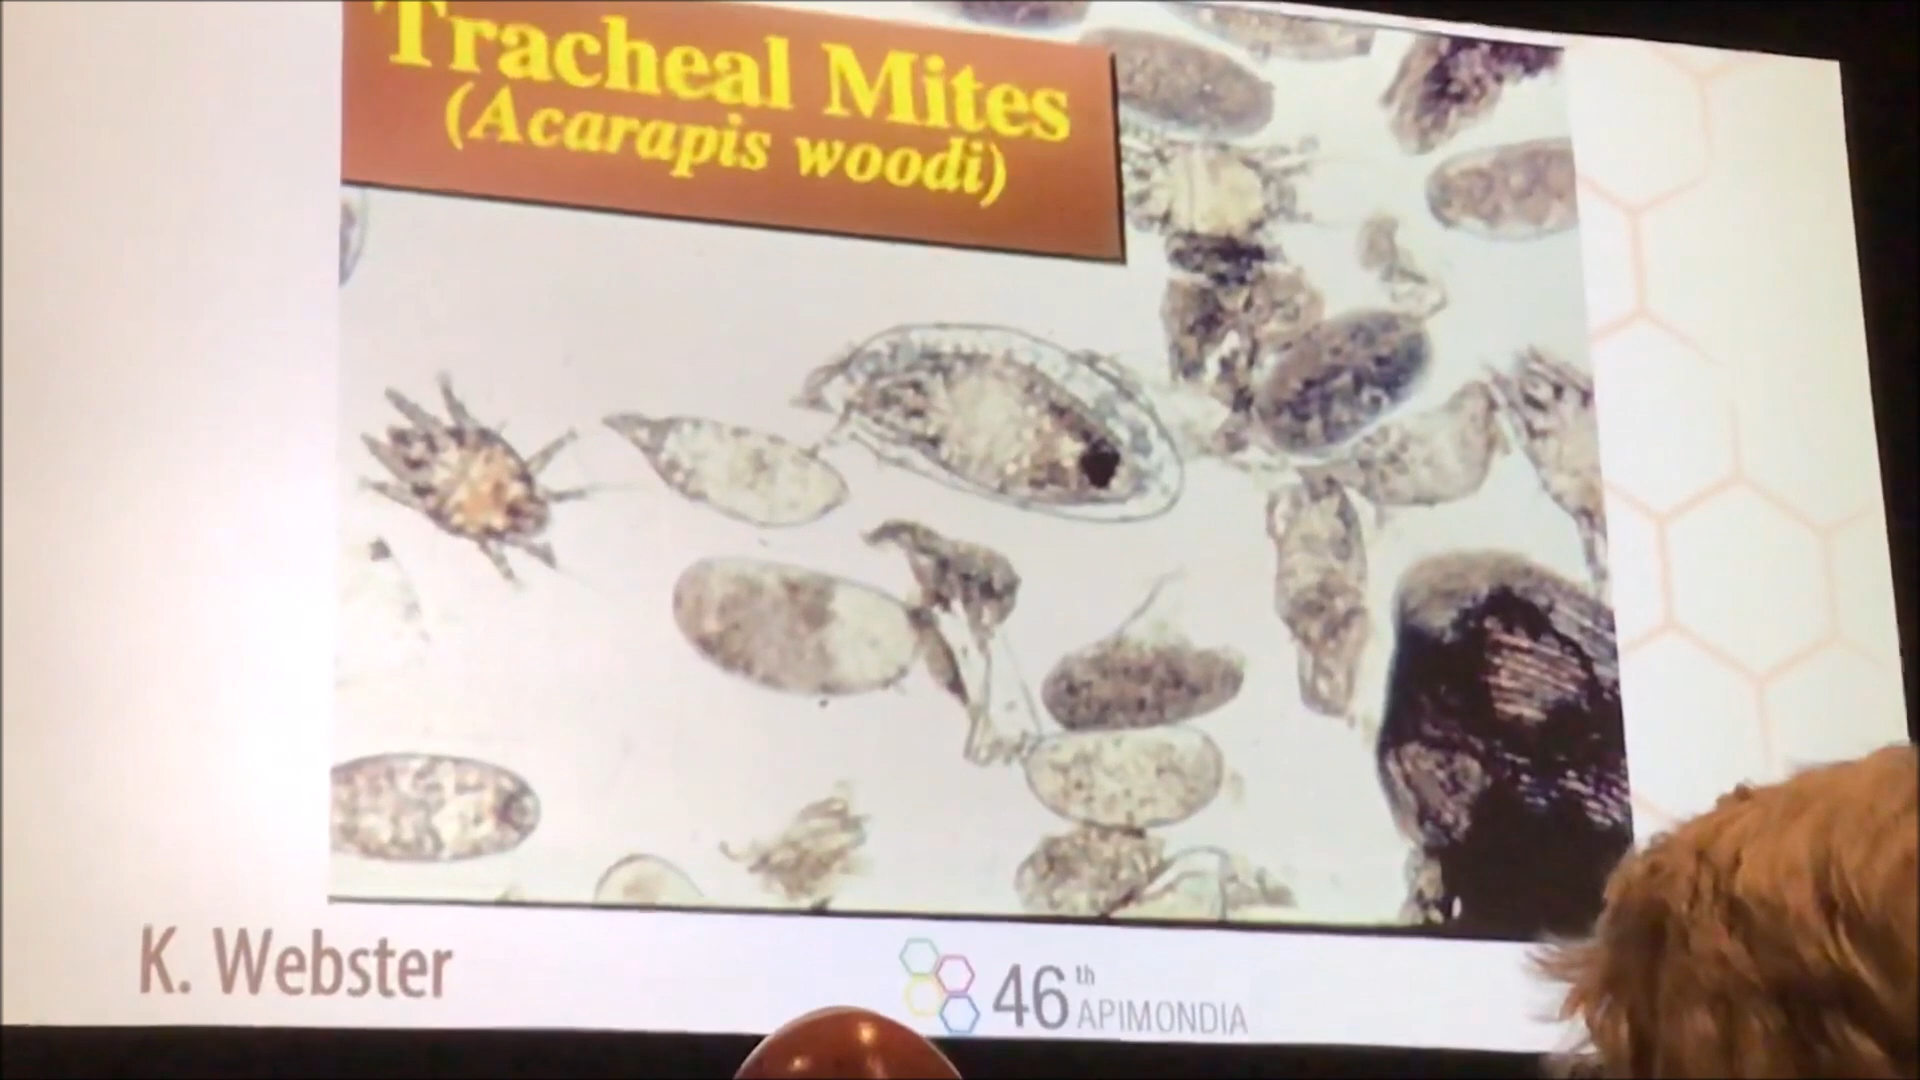 Tracheal Mites
(Acarapis woodi)
K. Webster
46th
APIMONDIA